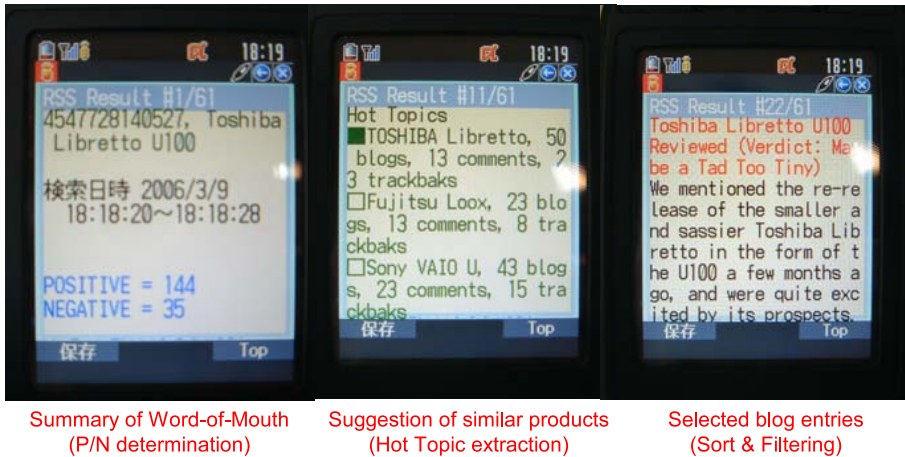 18:19
RSS Result #1/61
4547728140527, Toshiba
Libretto U100
検索日時 2006/3/9
18:18:20～18:18:28
POSITIVE = 144
NEGATIVE = 35
保存 Top
18:19
RSS Result #11/61
Hot Topics
■TOSHIBA Libretto, 50
blogs, 13 comments, 2
3 trackbaks
□Fujitsu Loox, 23 blo
gs, 13 comments, 8 tra
ckbaks
□Sony VAIO U, 43 blog
s, 23 comments, 15 tra
ckbaks
保存 Top
18:19
RSS Result #22/61
Toshiba Libretto U100
Reviewed (Verdict: May
be a Tad Too Tiny)
We mentioned the re-re
lease of the smaller a
nd sassier Toshiba Lib
retto in the form of t
he U100 a few months a
go, and were quite exc
ited by its prospects.
保存 Top
Summary of Word-of-Mouth
(P/N determination)
Suggestion of similar products
(Hot Topic extraction)
Selected blog entries
(Sort & Filtering)